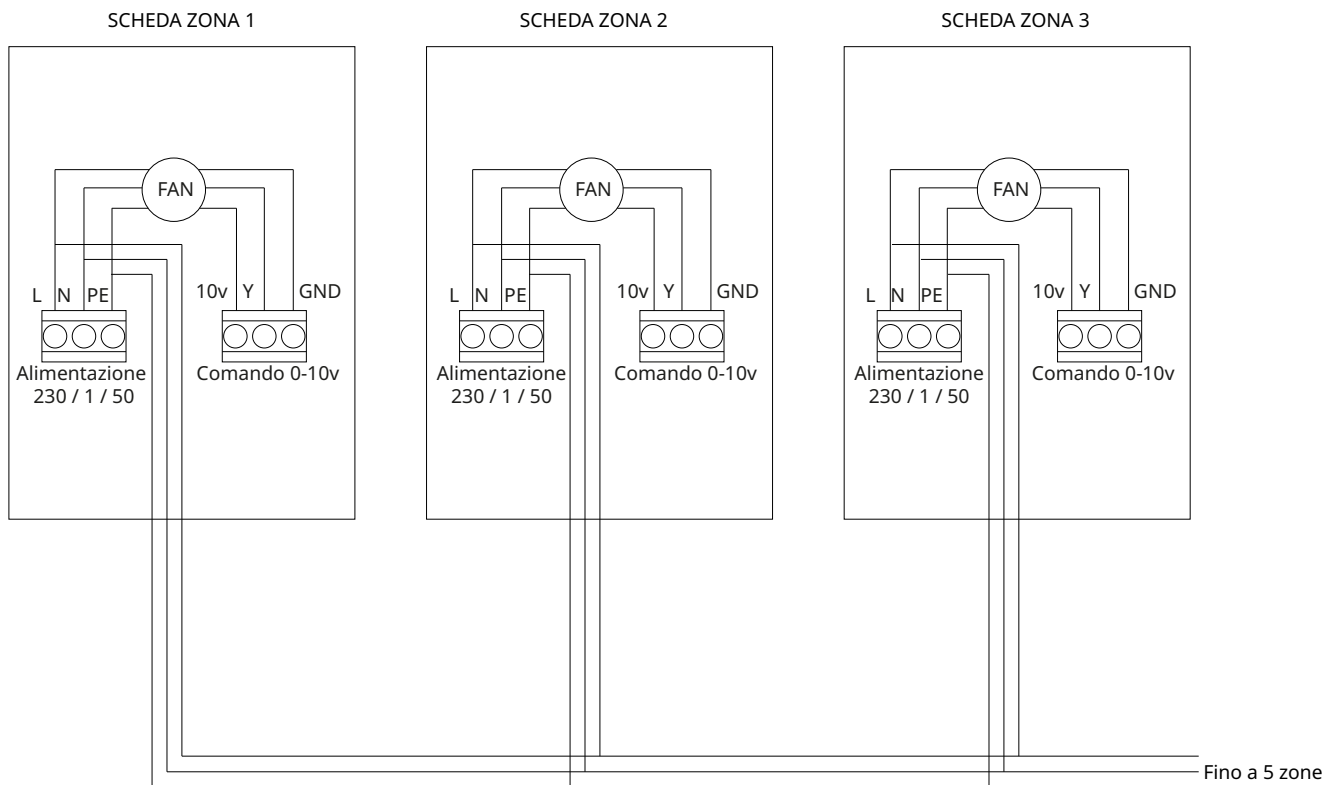 SCHEDA ZONA 1
SCHEDA ZONA 2
SCHEDA ZONA 3
FAN
FAN
FAN
L N PE
10v Y GND
L N PE
10v Y GND
L N PE
10v Y GND
Alimentazione
230 / 1 / 50
Comando 0-10v
Alimentazione
230 / 1 / 50
Comando 0-10v
Alimentazione
230 / 1 / 50
Comando 0-10v
Fino a 5 zone